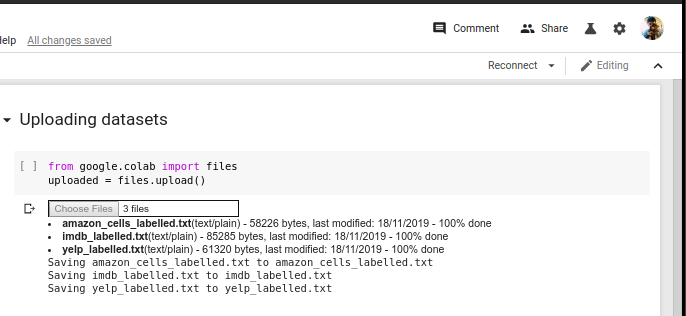 Comment Share
Help All changes saved
Reconnect Editing
Uploading datasets
[ ] from google.colab import files
uploaded = files.upload()
Choose Files 3 files
• amazon_cells_labelled.txt(text/plain) - 58226 bytes, last modified: 18/11/2019 - 100% done
• imdb_labelled.txt(text/plain) - 85285 bytes, last modified: 18/11/2019 - 100% done
• yelp_labelled.txt(text/plain) - 61320 bytes, last modified: 18/11/2019 - 100% done
Saving amazon_cells_labelled.txt to amazon_cells_labelled.txt
Saving imdb_labelled.txt to imdb_labelled.txt
Saving yelp_labelled.txt to yelp_labelled.txt